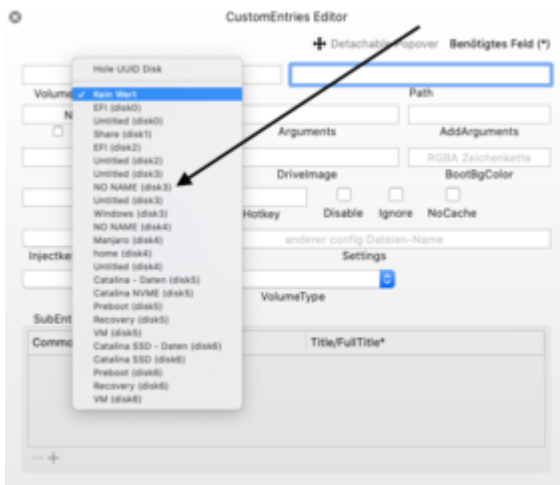 CustomEntries Editor
Detachable Popover Benötigtes Feld (*)
Hole UUID Disk
Volume Path
✓ Kein Wert
EFI (disk0)
Untitled (disk0)
Share (disk1)
EFI (disk2)
Untitled (disk2)
Untitled (disk3)
NO NAME (disk3)
Untitled (disk3)
Windows (disk3)
NO NAME (disk4)
Manjaro (disk4)
home (disk4)
Untitled (disk4)
Catalina - Daten (disk5)
Catalina NVME (disk5)
Preboot (disk5)
Recovery (disk5)
VM (disk5)
Catalina SSD - Daten (disk6)
Catalina SSD (disk6)
Preboot (disk6)
Recovery (disk6)
VM (disk6)
N
Arguments AddArguments
RGBA Zeichenkette
DriveImage BootBgColor
Hotkey Disable Ignore NoCache
anderer config Dateien-Name
Injectke Settings
VolumeType
SubEnt
Commo Title/FullTitle*